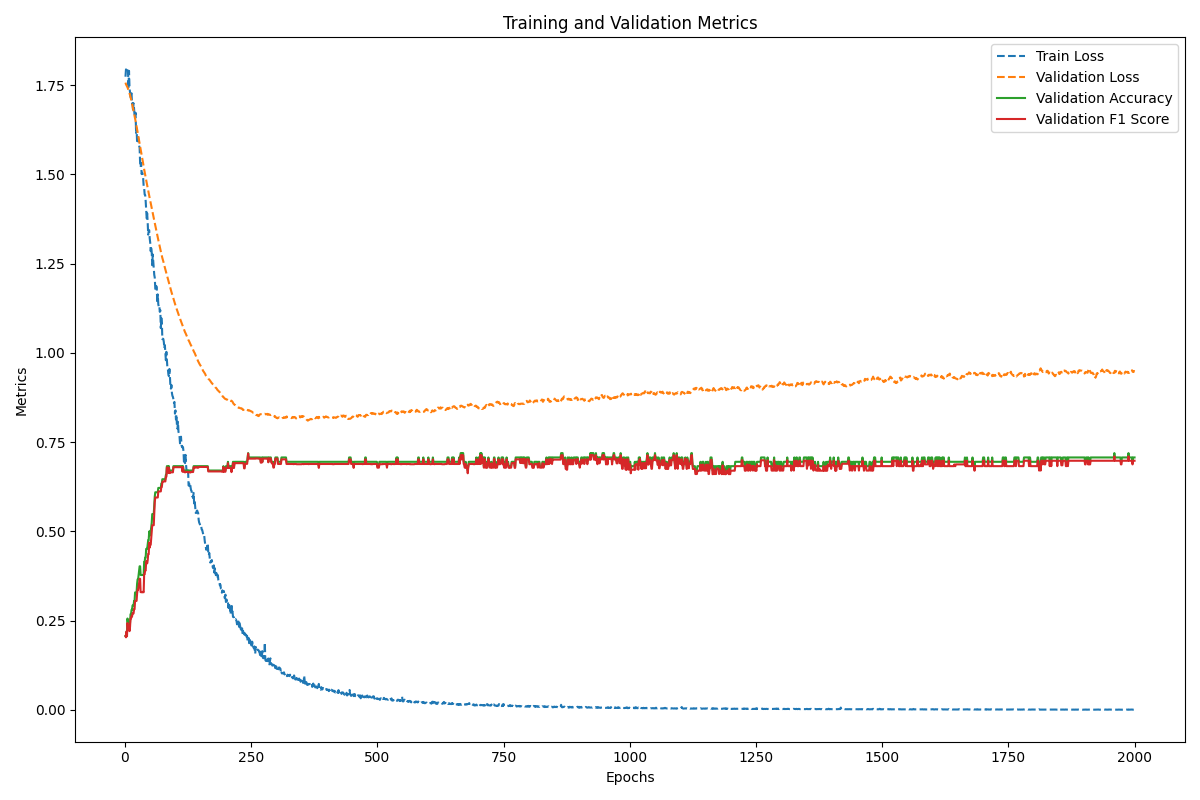 Training and Validation Metrics
Train Loss
Validation Loss
Validation Accuracy
Validation F1 Score
Metrics
1.75
1.50
1.25
1.00
0.75
0.50
0.25
0.00
0
250
500
750
1000
1250
1500
1750
2000
Epochs